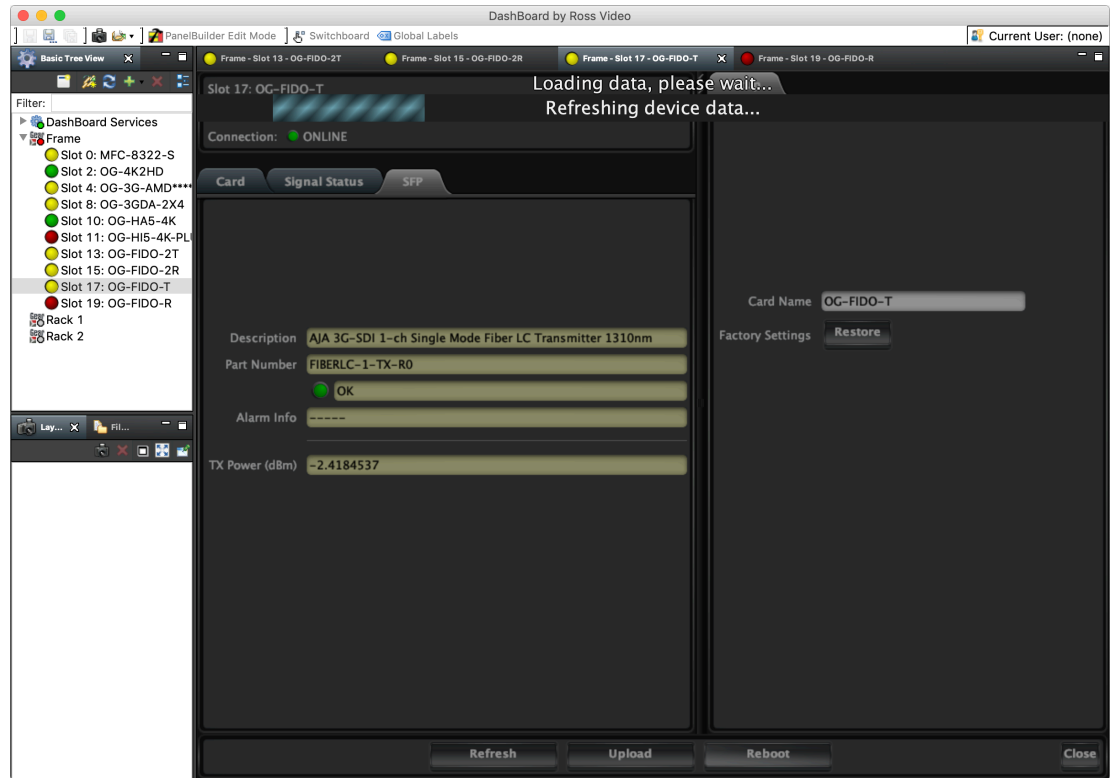 DashBoard by Ross Video
PanelBuilder Edit Mode
Switchboard
Global Labels
Current User: (none)
Basic Tree View
Frame - Slot 13 - OG-FIDO-2T
Frame - Slot 15 - OG-FIDO-2R
Frame - Slot 17 - OG-FIDO-T
Frame - Slot 19 - OG-FIDO-R
Filter:
DashBoard Services
Frame
Slot 0: MFC-8322-S
Slot 2: OG-4K2HD
Slot 4: OG-3G-AMD****
Slot 8: OG-3GDA-2X4
Slot 10: OG-HA5-4K
Slot 11: OG-HI5-4K-PLU
Slot 13: OG-FIDO-2T
Slot 15: OG-FIDO-2R
Slot 17: OG-FIDO-T
Slot 19: OG-FIDO-R
Rack 1
Rack 2
Lay...
Fil...
Slot 17: OG-FIDO-T
Loading data, please wait...
Refreshing device data...
Connection: ONLINE
Card
Signal Status
SFP
Description AJA 3G-SDI 1-ch Single Mode Fiber LC Transmitter 1310nm
Part Number FIBERLC-1-TX-R0
OK
Alarm Info -----
TX Power (dBm) -2.4184537
Card Name OG-FIDO-T
Factory Settings Restore
Refresh
Upload
Reboot
Close